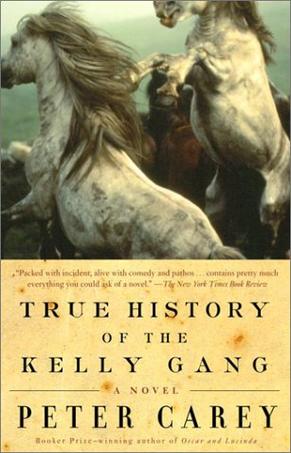 "Packed with incident, alive with comedy and pathos . . . contains pretty much
everything you could ask of a novel." —The New York Times Book Review
TRUE HISTORY
OF THE
KELLY GANG
A NOVEL
PETER CAREY
Booker Prize–winning author of Oscar and Lucinda